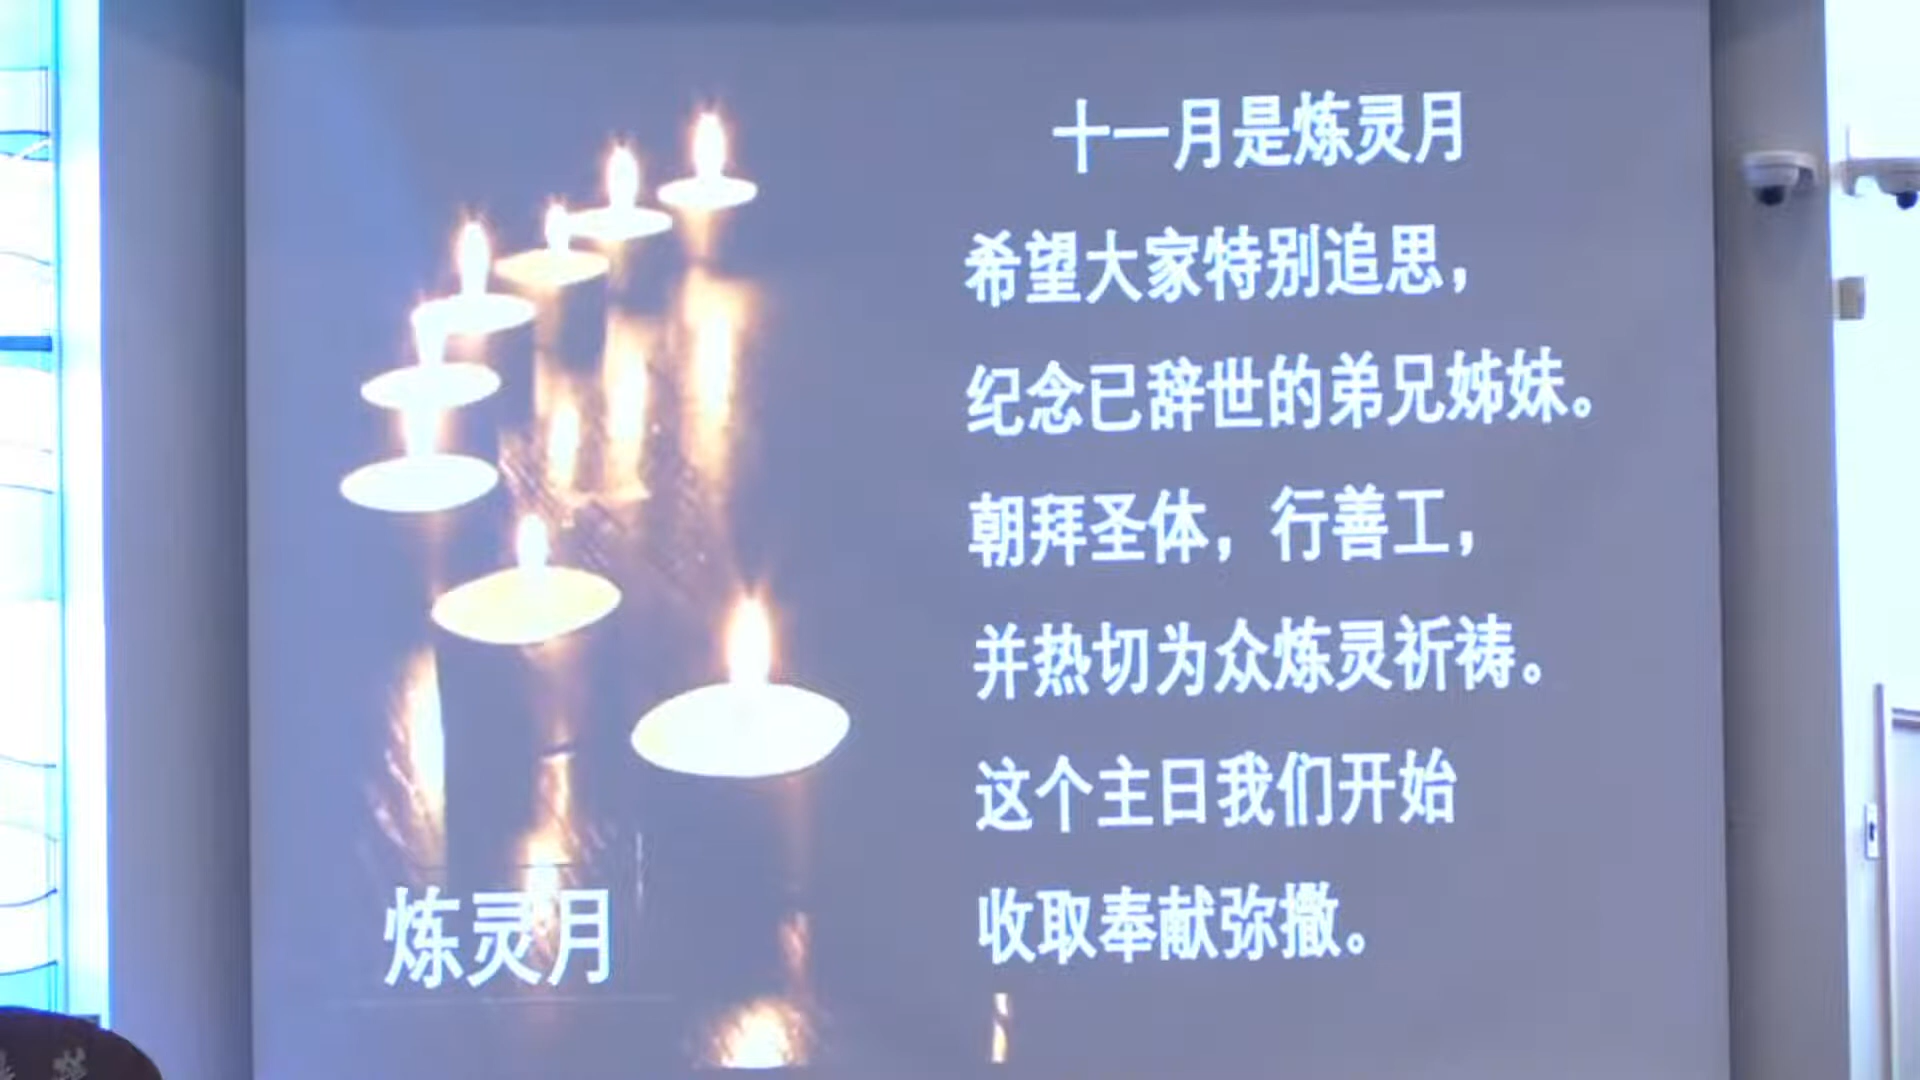 十一月是炼灵月
希望大家特别追思，
纪念已辞世的弟兄姊妹。
朝拜圣体，行善工，
并热切为众炼灵祈祷。
这个主日我们开始
收取奉献弥撒。
炼灵月